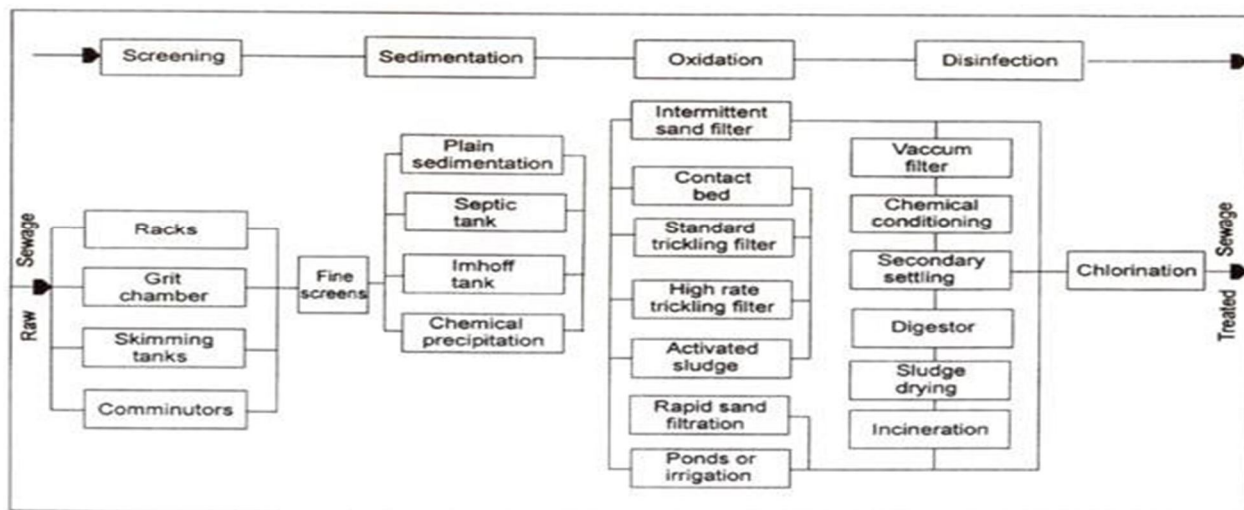 Screening
Sedimentation
Oxidation
Disinfection
Raw Sewage
Racks
Grit
chamber
Skimming
tanks
Comminutors
Fine
screens
Plain
sedimentation
Septic
tank
Imhoff
tank
Chemical
precipitation
Intermittent
sand filter
Contact
bed
Standard
trickling filter
High rate
trickling filter
Activated
sludge
Rapid sand
filtration
Ponds or
irrigation
Vaccum
filter
Chemical
conditioning
Secondary
settling
Digestor
Sludge
drying
Incineration
Chlorination
Treated Sewage